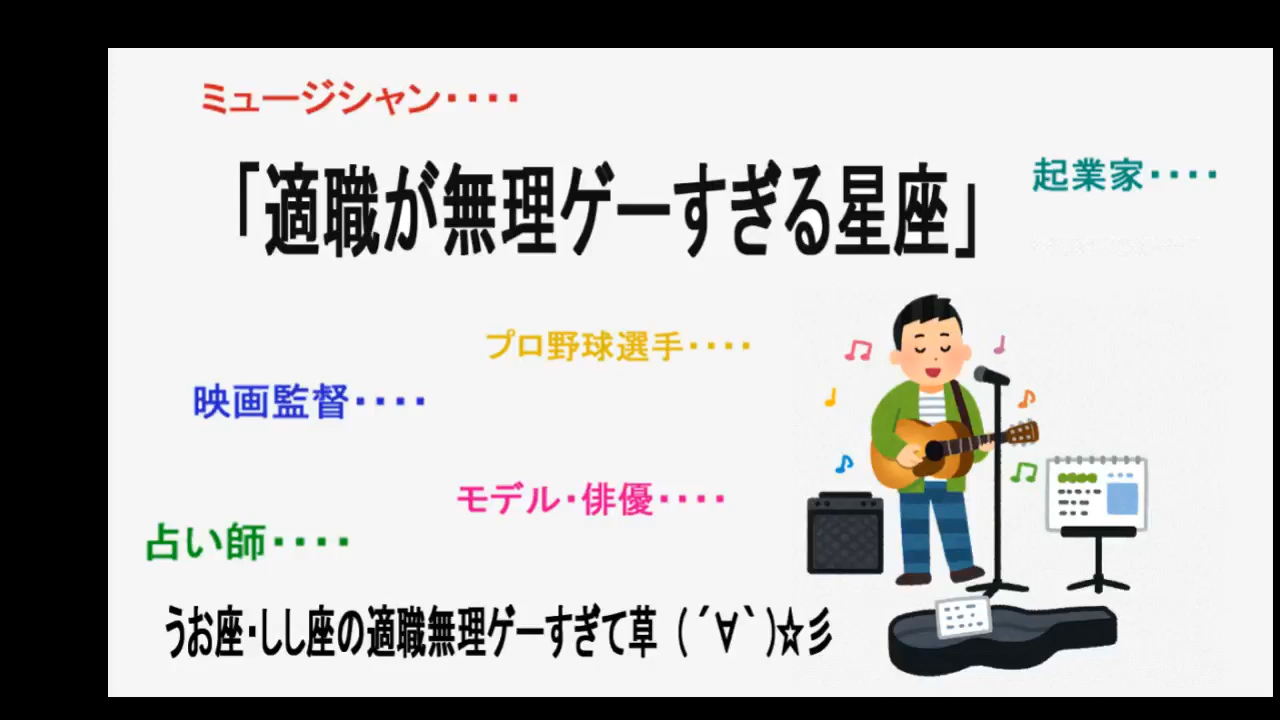 ミュージシャン････
起業家････
「適職が無理ゲーすぎる星座」
プロ野球選手････
映画監督････
モデル･俳優････
占い師････
うお座･しし座の適職無理ゲーすぎて草（´∀｀)☆彡